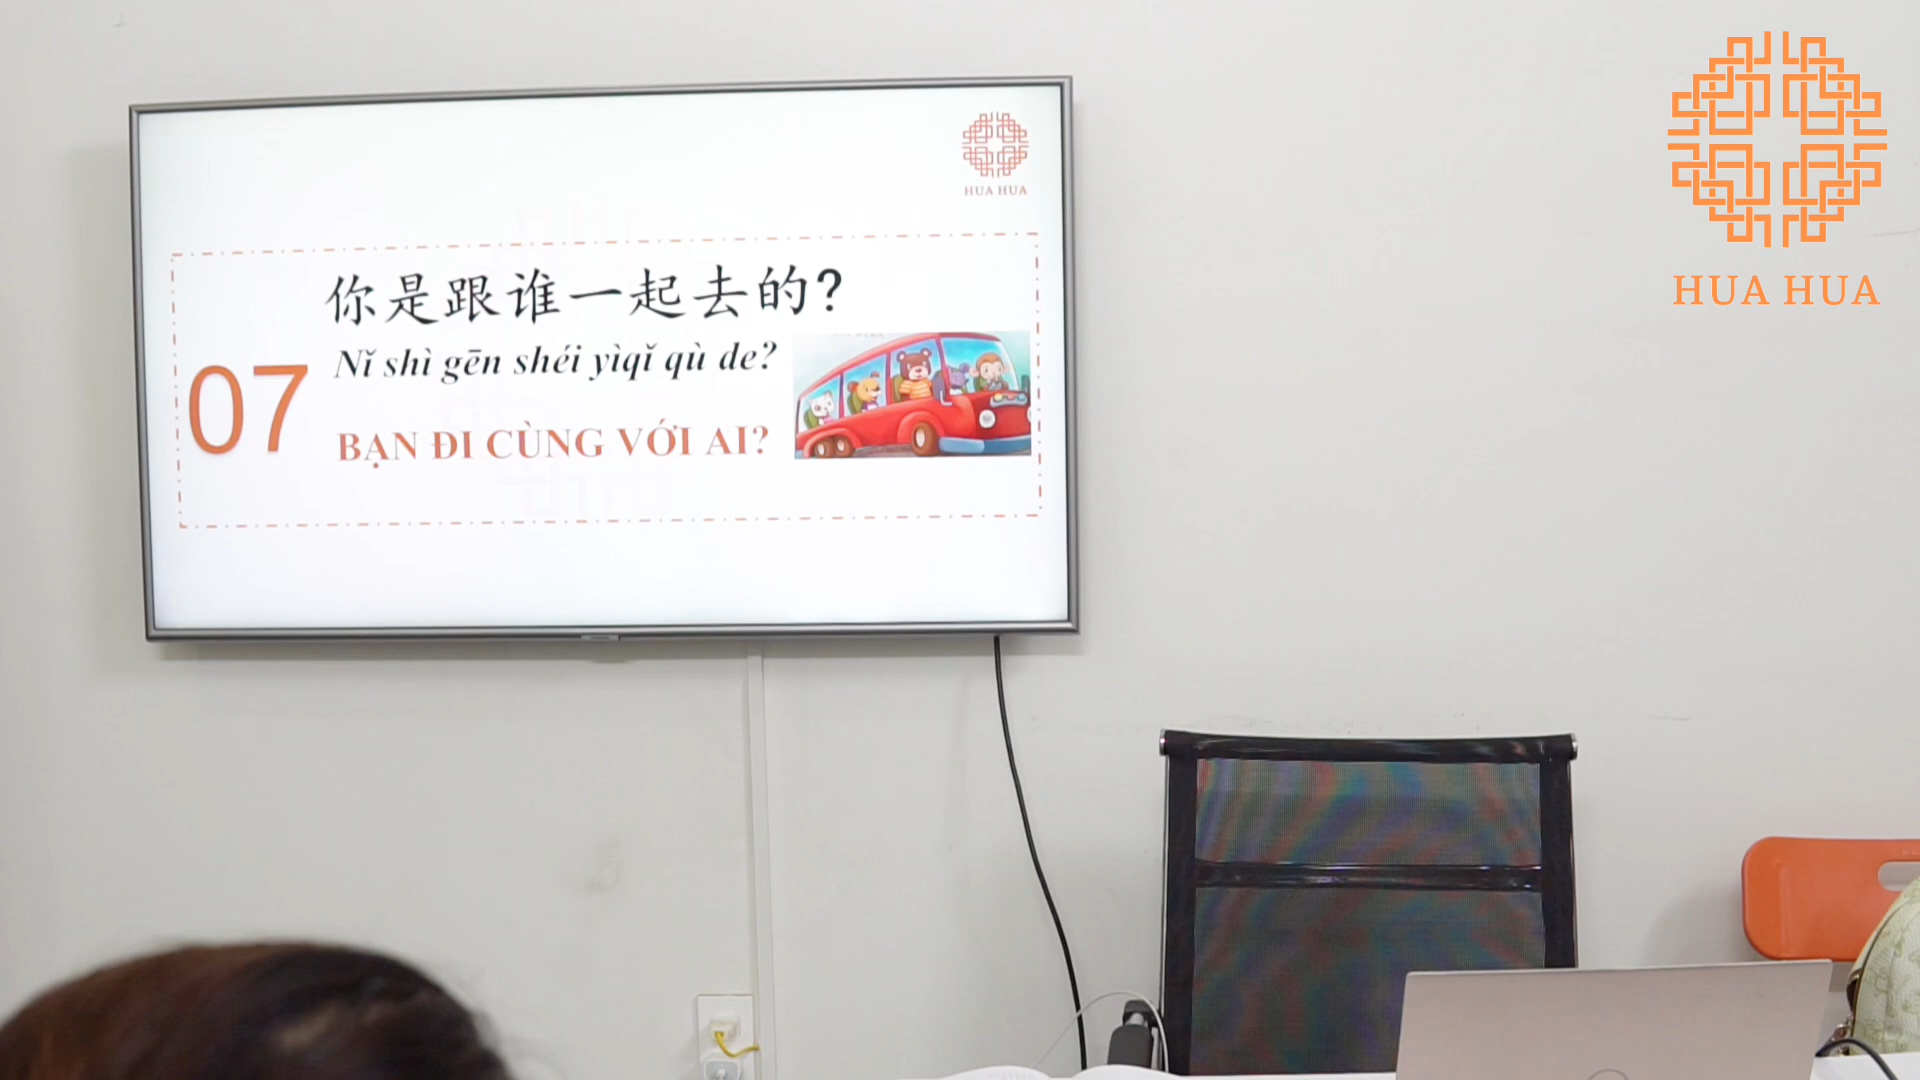 HUA HUA
你是跟谁一起去的?
07
Nǐ shì gēn shéi yìqǐ qù de?
BẠN ĐI CÙNG VỚI AI?
HUA HUA